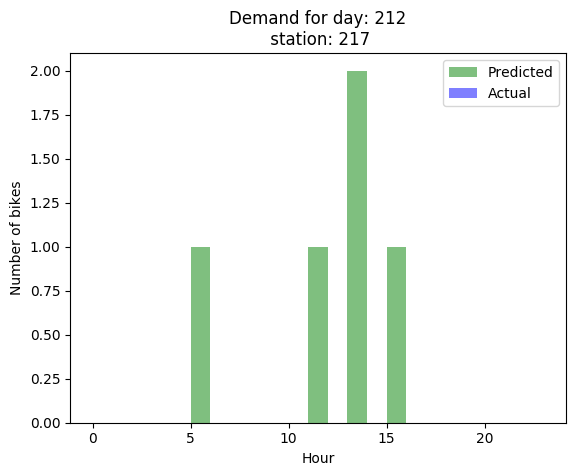 Demand for day: 212
station: 217
Predicted
Actual
Number of bikes
2.00
1.75
1.50
1.25
1.00
0.75
0.50
0.25
0.00
0 5 10 15 20
Hour